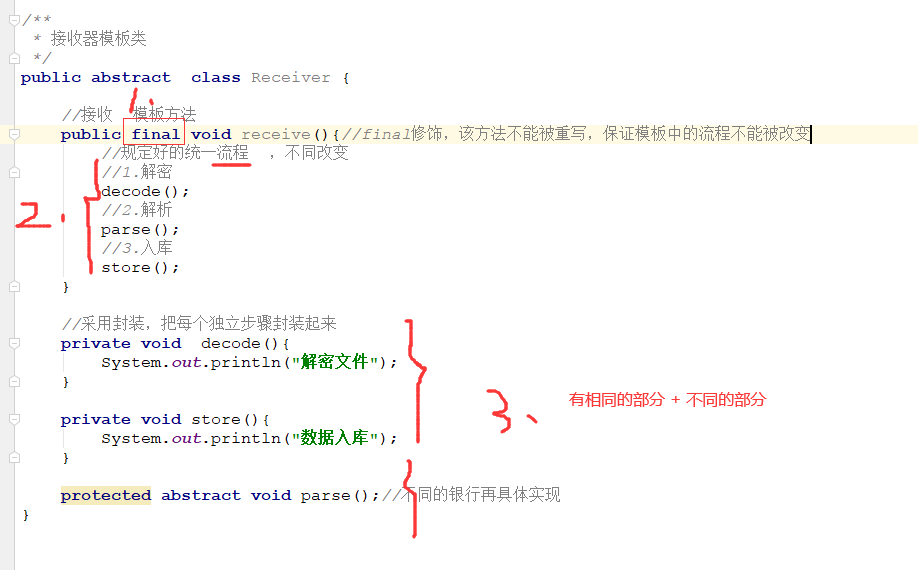 /**
 * 接收器模板类
 */
public abstract  class Receiver {
1.
//接收  模板方法
public final void receive(){//final修饰，该方法不能被重写，保证模板中的流程不能被改变
//规定好的统一流程  ，不同改变
//1.解密
decode();
2.
//2.解析
parse();
//3.入库
store();
}
//采用封装，把每个独立步骤封装起来
private void  decode(){
System.out.println("解密文件");
}
3、
有相同的部分 + 不同的部分
private void store(){
System.out.println("数据入库");
}
protected abstract void parse();//不同的银行再具体实现
}